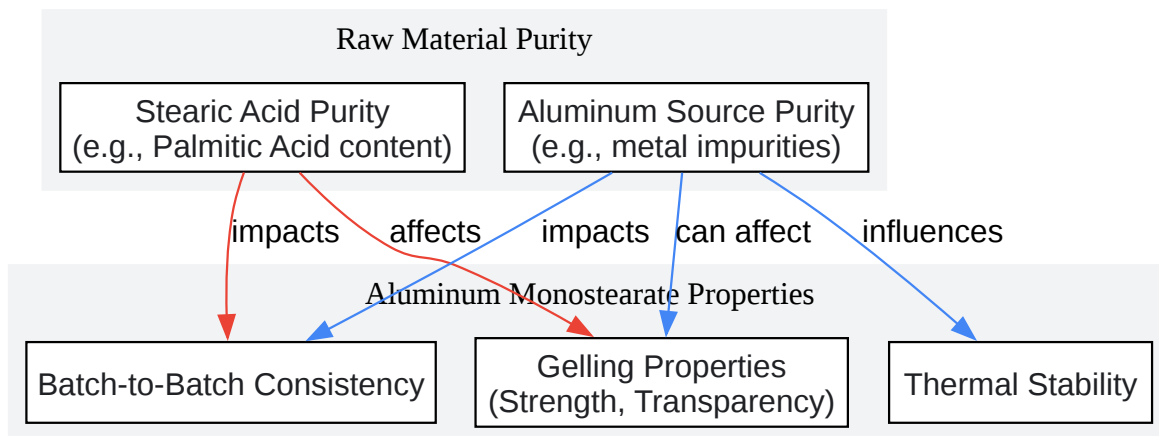 Raw Material Purity
Stearic Acid Purity
(e.g., Palmitic Acid content)
Aluminum Source Purity
(e.g., metal impurities)
impacts
affects
impacts
can affect
influences
Aluminum Monostearate Properties
Batch-to-Batch Consistency
Gelling Properties
(Strength, Transparency)
Thermal Stability